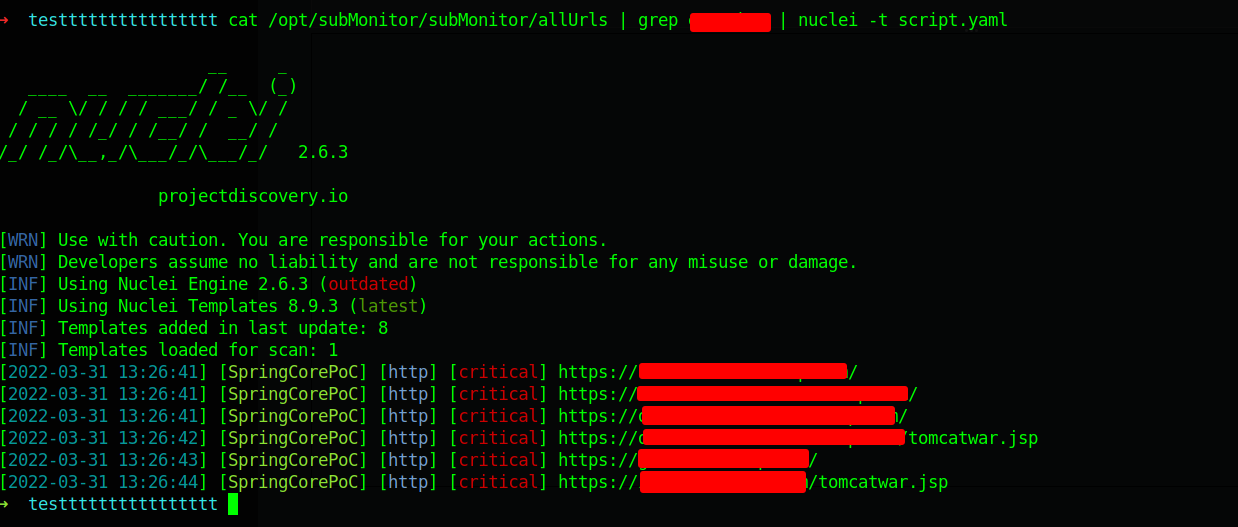 → testttttttttttttttt cat /opt/subMonitor/subMonitor/allUrls | grep | nuclei -t script.yaml
                     __     _
   ____  __  _______/ /__  (_)
  / __ \/ / / / ___/ / _ \/ /
 / / / / /_/ / /__/ /  __/ /
/_/ /_/\__,_/\___/_/\___/_/   2.6.3
projectdiscovery.io
[WRN] Use with caution. You are responsible for your actions.
[WRN] Developers assume no liability and are not responsible for any misuse or damage.
[INF] Using Nuclei Engine 2.6.3 (outdated)
[INF] Using Nuclei Templates 8.9.3 (latest)
[INF] Templates added in last update: 8
[INF] Templates loaded for scan: 1
[2022-03-31 13:26:41] [SpringCorePoC] [http] [critical] https:// /
[2022-03-31 13:26:41] [SpringCorePoC] [http] [critical] https:// /
[2022-03-31 13:26:41] [SpringCorePoC] [http] [critical] https:// /
[2022-03-31 13:26:42] [SpringCorePoC] [http] [critical] https:// /tomcatwar.jsp
[2022-03-31 13:26:43] [SpringCorePoC] [http] [critical] https:// /
[2022-03-31 13:26:44] [SpringCorePoC] [http] [critical] https:// /tomcatwar.jsp
→ testttttttttttttttt